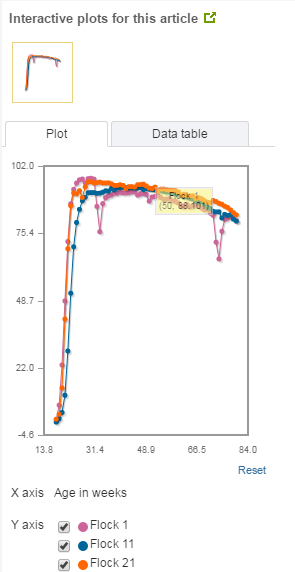 Interactive plots for this article
Plot Data table
102.0
75.4
48.7
22.0
-4.6
Flock 1
(50, 88.101)
13.8 31.4 48.9 66.5 84.0
Reset
X axis Age in weeks
Y axis Flock 1
Flock 11
Flock 21